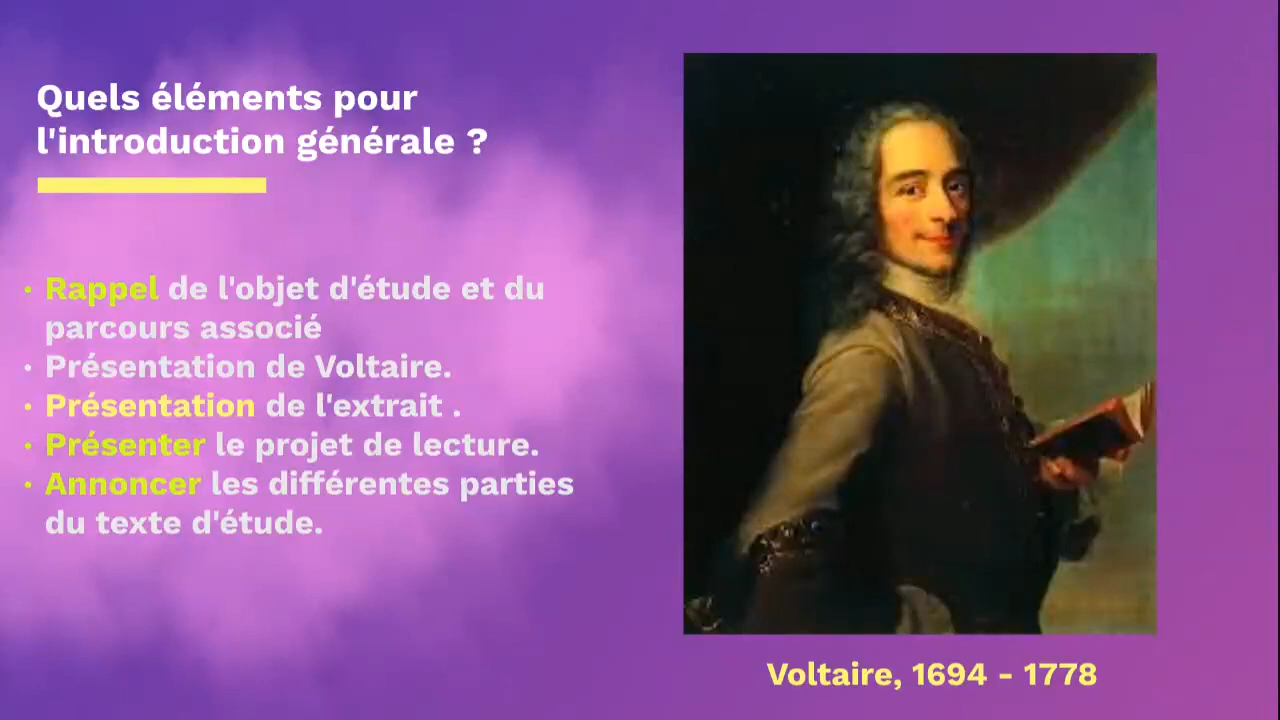 Quels éléments pour
l'introduction générale ?
• Rappel de l'objet d'étude et du
parcours associé
• Présentation de Voltaire.
• Présentation de l'extrait .
• Présenter le projet de lecture.
• Annoncer les différentes parties
du texte d'étude.
Voltaire, 1694 - 1778